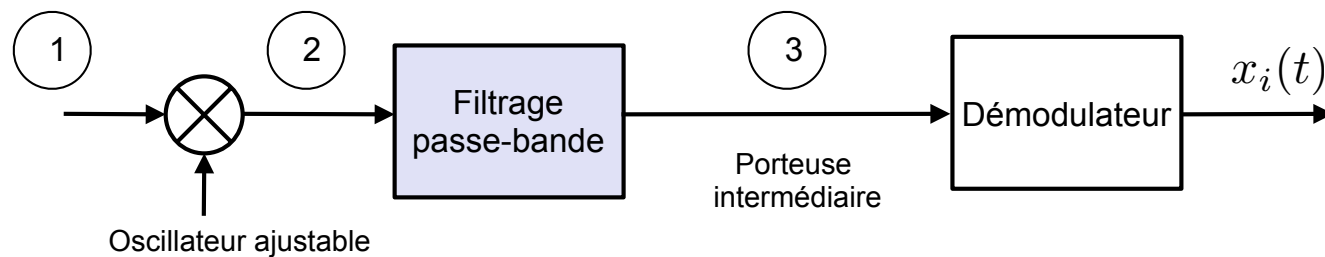 1
2
3
Filtrage
passe-bande
Démodulateur
x_i(t)
Porteuse
intermédiaire
Oscillateur ajustable